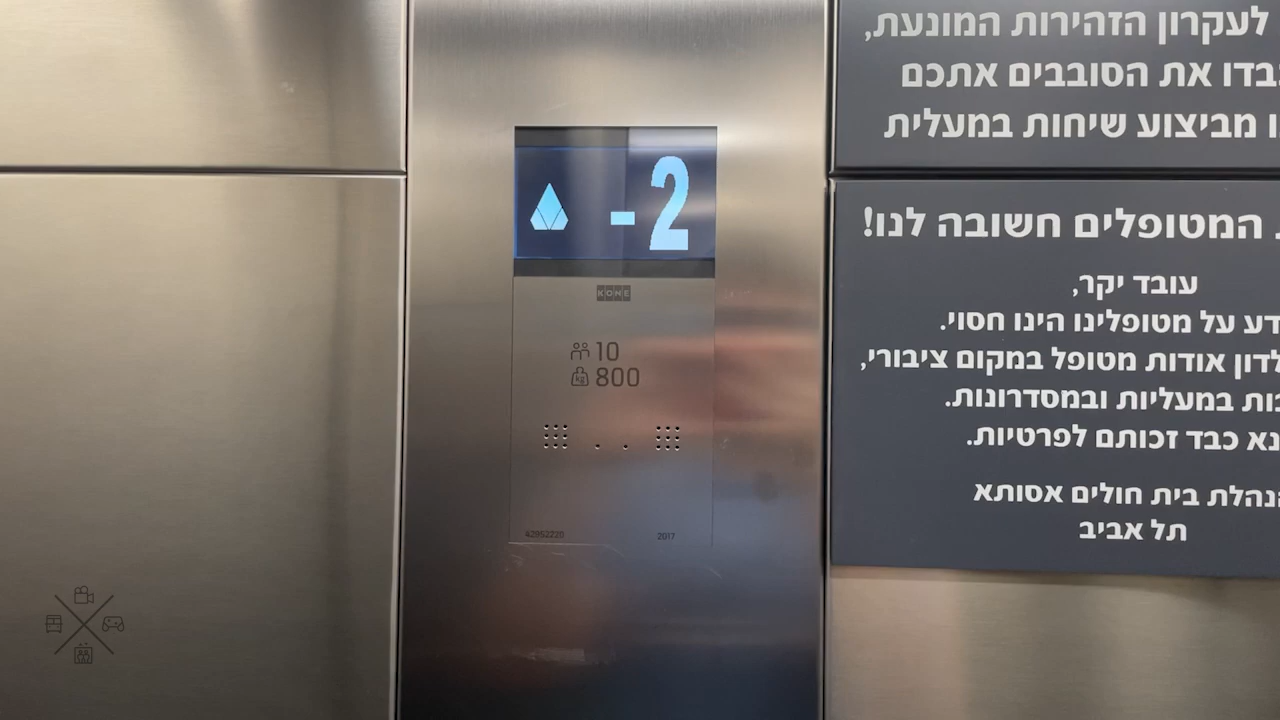 -2
KONE
10
kg 800
42952220
2017
לעקרון הזהירות המונעת,
את הסובבים אתכם
מביצוע שיחות במעלית
המטופלים חשובה לנו!
עובד יקר,
על מטופלינו הינו חסוי.
לדון אודות מטופל במקום ציבורי,
במעליות ובמסדרונות.
כבד זכותם לפרטיות.
בית חולים אסותא
תל אביב